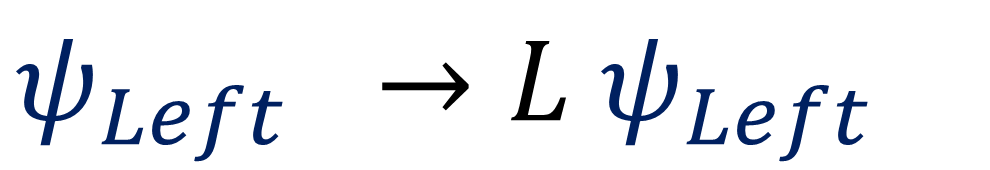 ψ_Left → L ψ_Left